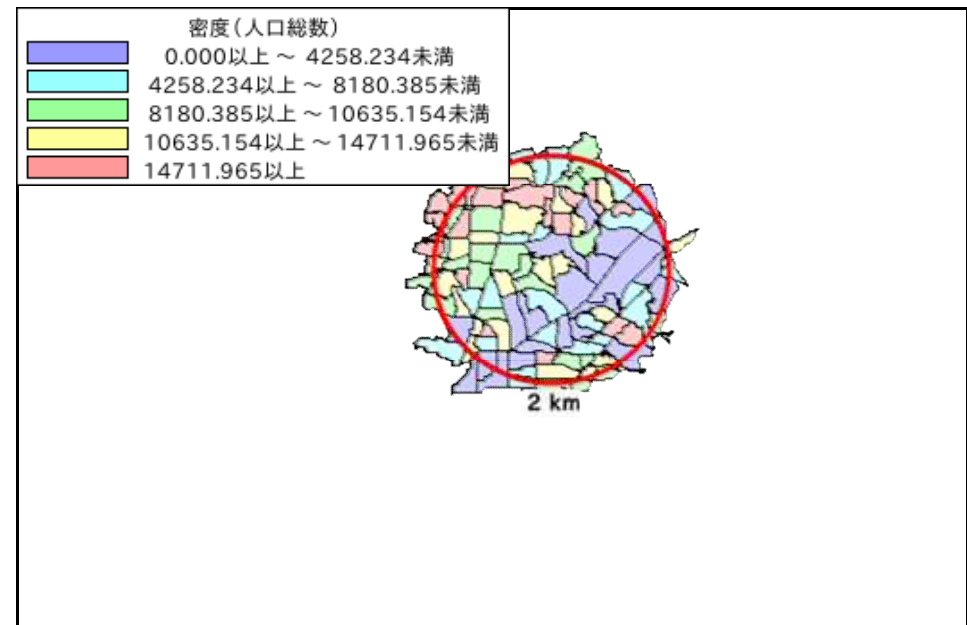 密度(人口総数)
0.000以上 ~ 4258.234未満
4258.234以上 ~ 8180.385未満
8180.385以上 ~ 10635.154未満
10635.154以上 ~ 14711.965未満
14711.965以上
2 km